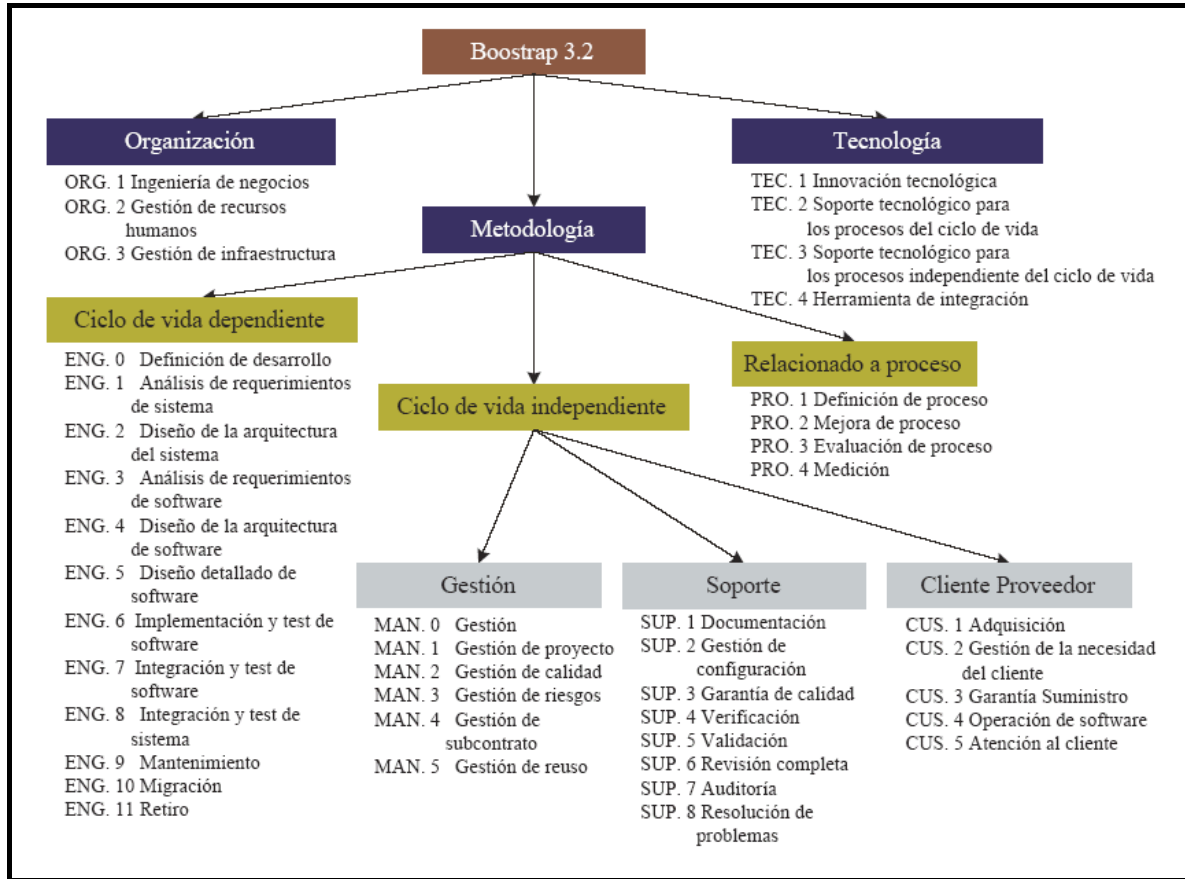 Boostrap 3.2
Organización
ORG. 1 Ingeniería de negocios
ORG. 2 Gestión de recursos
humanos
ORG. 3 Gestión de infraestructura
Tecnología
TEC. 1 Innovación tecnológica
TEC. 2 Soporte tecnológico para
los procesos del ciclo de vida
TEC. 3 Soporte tecnológico para
los procesos independiente del ciclo de vida
TEC. 4 Herramienta de integración
Metodología
Ciclo de vida dependiente
ENG. 0 Definición de desarrollo
ENG. 1 Análisis de requerimientos
de sistema
ENG. 2 Diseño de la arquitectura
del sistema
ENG. 3 Análisis de requerimientos
de software
ENG. 4 Diseño de la arquitectura
de software
ENG. 5 Diseño detallado de
software
ENG. 6 Implementación y test de
software
ENG. 7 Integración y test de
software
ENG. 8 Integración y test de
sistema
ENG. 9 Mantenimiento
ENG. 10 Migración
ENG. 11 Retiro
Ciclo de vida independiente
Relacionado a proceso
PRO. 1 Definición de proceso
PRO. 2 Mejora de proceso
PRO. 3 Evaluación de proceso
PRO. 4 Medición
Gestión
MAN. 0 Gestión
MAN. 1 Gestión de proyecto
MAN. 2 Gestión de calidad
MAN. 3 Gestión de riesgos
MAN. 4 Gestión de
subcontrato
MAN. 5 Gestión de reuso
Soporte
SUP. 1 Documentación
SUP. 2 Gestión de
configuración
SUP. 3 Garantía de calidad
SUP. 4 Verificación
SUP. 5 Validación
SUP. 6 Revisión completa
SUP. 7 Auditoría
SUP. 8 Resolución de
problemas
Cliente Proveedor
CUS. 1 Adquisición
CUS. 2 Gestión de la necesidad
del cliente
CUS. 3 Garantía Suministro
CUS. 4 Operación de software
CUS. 5 Atención al cliente